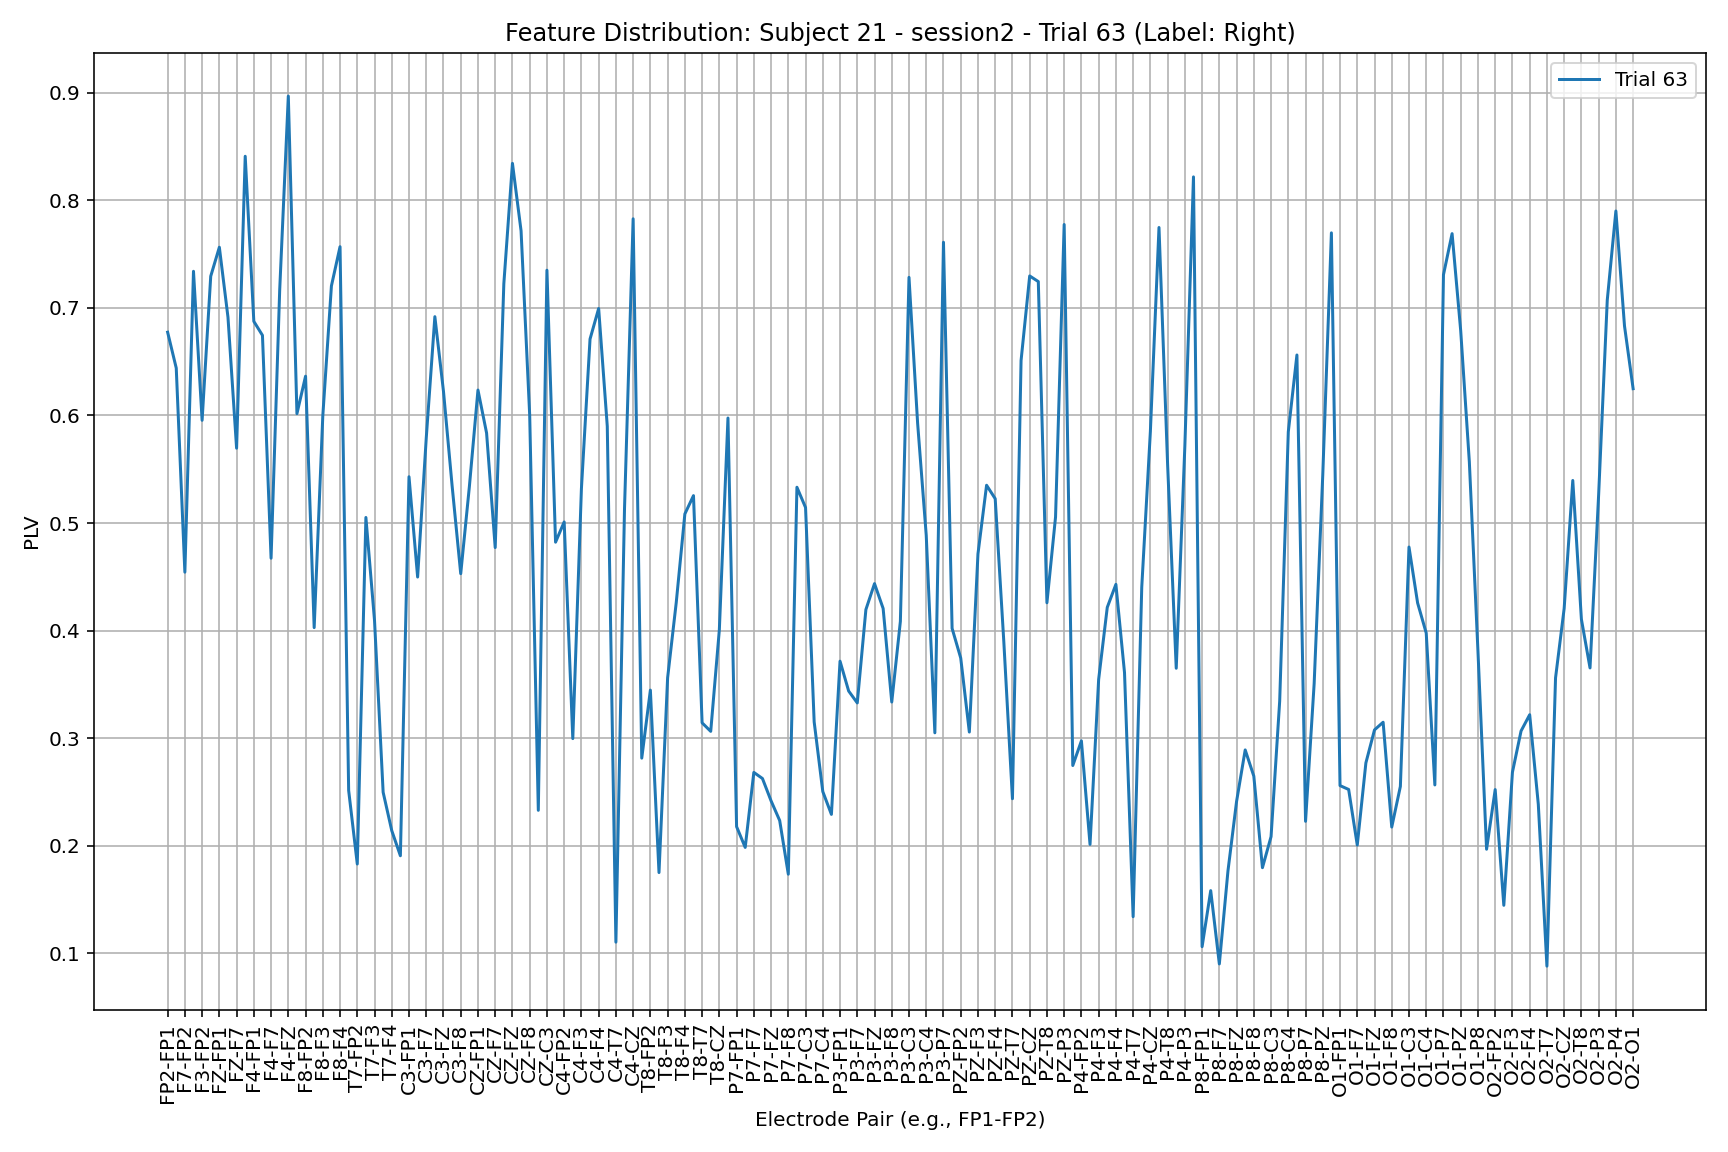 Feature Distribution: Subject 21 - session2 - Trial 63 (Label: Right)
Trial 63
PLV
0.9
0.8
0.7
0.6
0.5
0.4
0.3
0.2
0.1
FP2-FP1
F7-FP2
F3-FP2
FZ-FP1
FZ-F7
F4-FP1
F4-F7
F4-FZ
F8-FP2
F8-F3
F8-F4
T7-FP2
T7-F3
T7-F4
C3-FP1
C3-F7
C3-FZ
C3-F8
CZ-FP1
CZ-F7
CZ-FZ
CZ-F8
CZ-C3
C4-FP2
C4-F3
C4-F4
C4-T7
C4-CZ
T8-FP2
T8-F3
T8-F4
T8-T7
T8-CZ
P7-FP1
P7-F7
P7-FZ
P7-F8
P7-C3
P7-C4
P3-FP1
P3-F7
P3-FZ
P3-F8
P3-C3
P3-C4
P3-P7
PZ-FP2
PZ-F3
PZ-F4
PZ-T7
PZ-CZ
PZ-T8
PZ-P3
P4-FP2
P4-F3
P4-F4
P4-T7
P4-CZ
P4-T8
P4-P3
P8-FP1
P8-F7
P8-FZ
P8-F8
P8-C3
P8-C4
P8-P7
P8-PZ
O1-FP1
O1-F7
O1-FZ
O1-F8
O1-C3
O1-C4
O1-P7
O1-PZ
O1-P8
O2-FP2
O2-F3
O2-F4
O2-T7
O2-CZ
O2-T8
O2-P3
O2-P4
O2-O1
Electrode Pair (e.g., FP1-FP2)